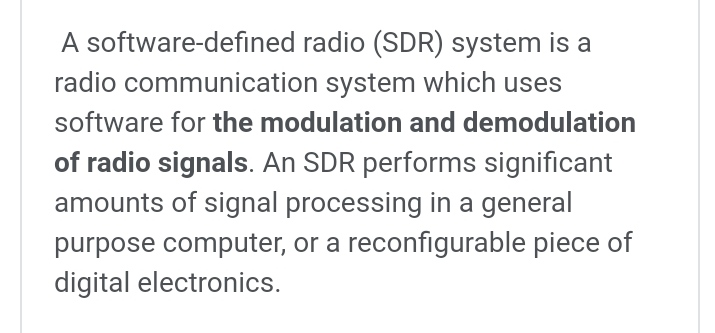 A software-defined radio (SDR) system is a
radio communication system which uses
software for the modulation and demodulation
of radio signals. An SDR performs significant
amounts of signal processing in a general
purpose computer, or a reconfigurable piece of
digital electronics.